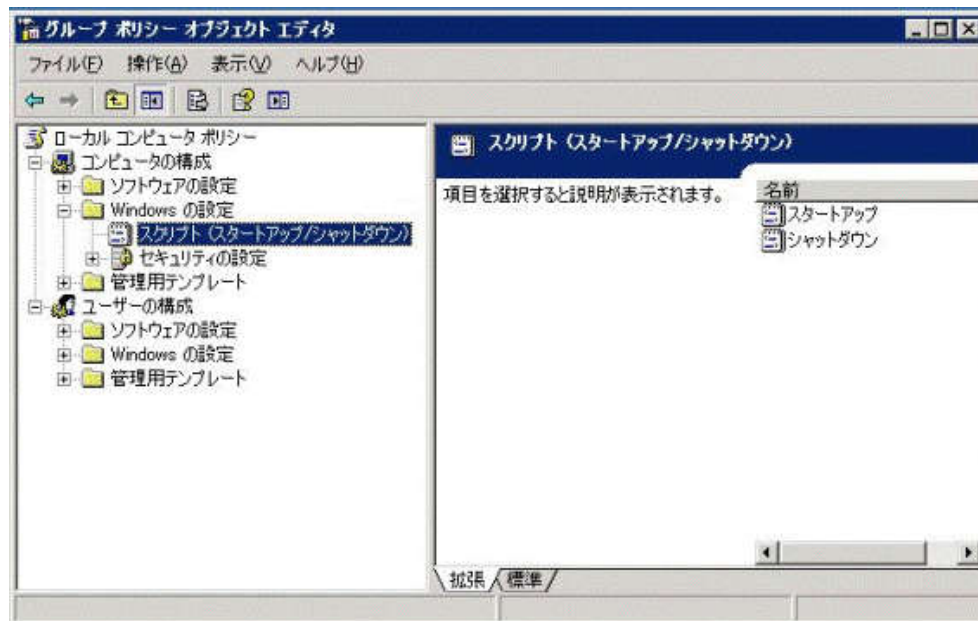 グループ ポリシー オブジェクト エディタ
ファイル(F) 操作(A) 表示(V) ヘルプ(H)
ローカル コンピュータ ポリシー
コンピュータの構成
ソフトウェアの設定
Windows の設定
スクリプト (スタートアップ/シャットダウン)
セキュリティの設定
管理用テンプレート
ユーザーの構成
ソフトウェアの設定
Windows の設定
管理用テンプレート
スクリプト (スタートアップ/シャットダウン)
項目を選択すると説明が表示されます。
名前
スタートアップ
シャットダウン
拡張 標準